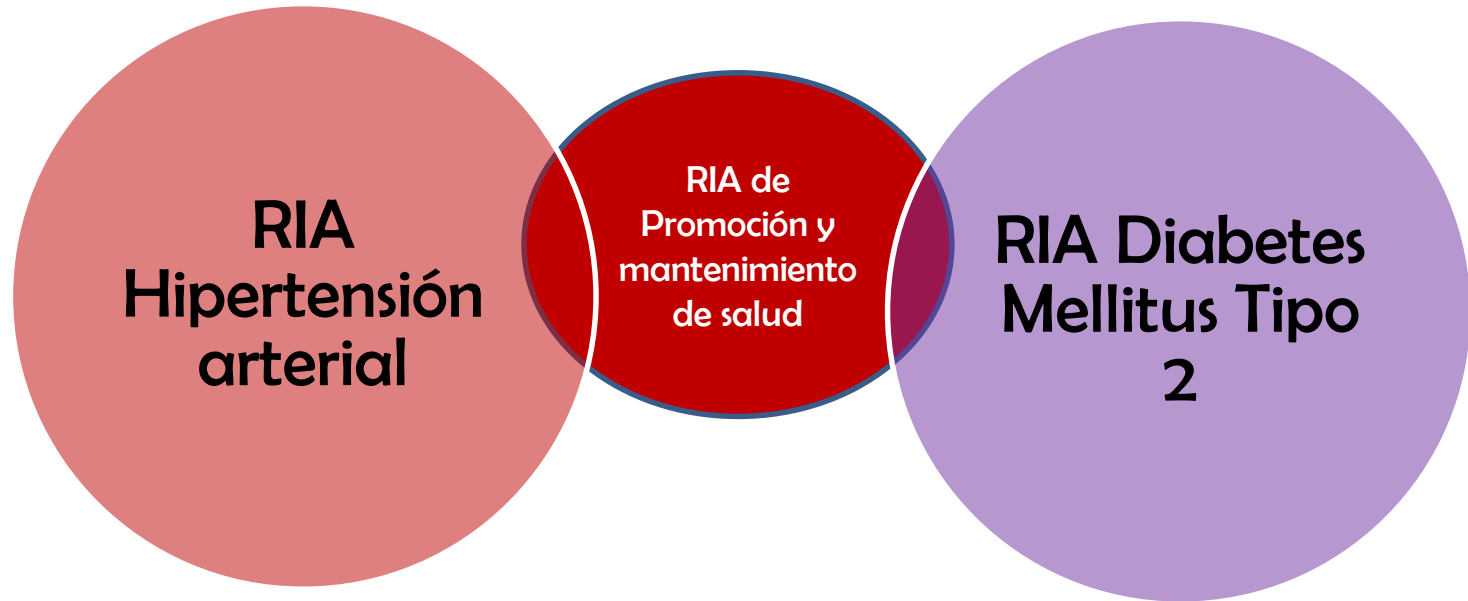 RIA
Hipertensión
arterial
RIA de
Promoción y
mantenimiento
de salud
RIA Diabetes
Mellitus Tipo
2